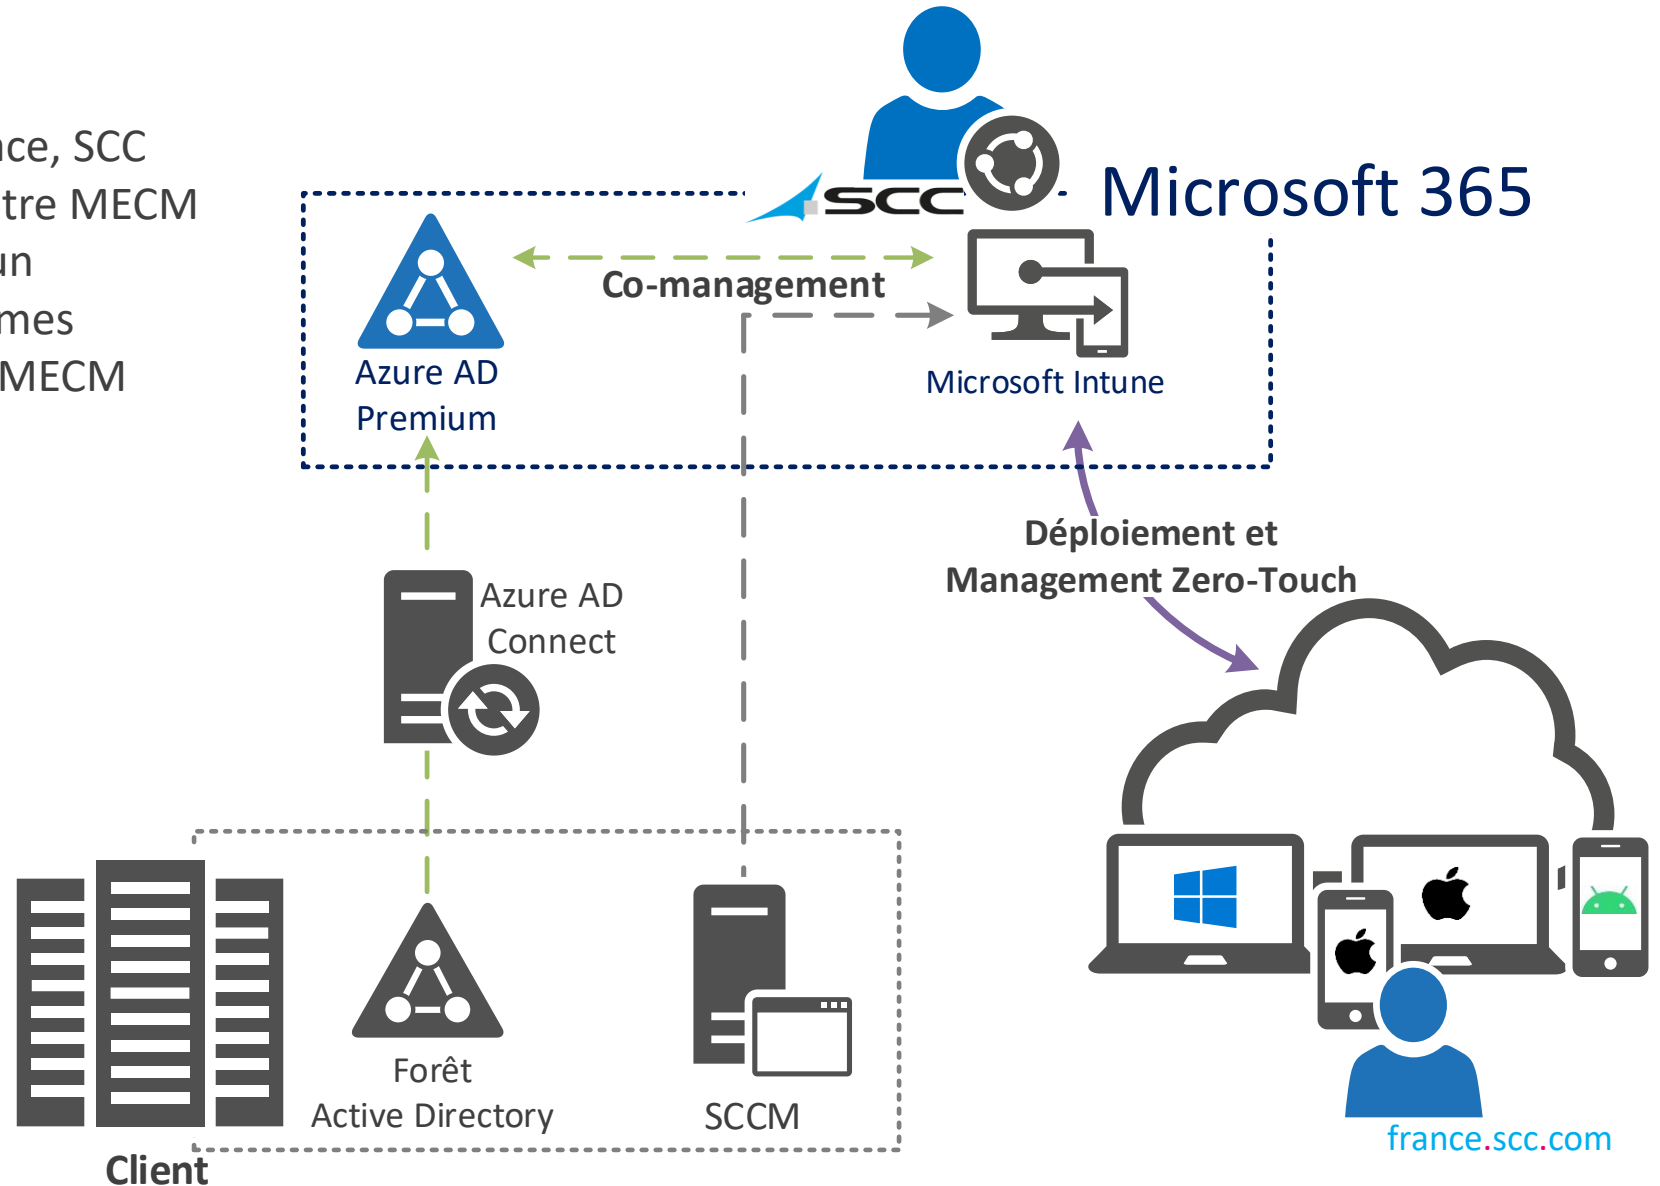 nce, SCC
tre MECM
un
mes
MECM
SCC
Microsoft 365
Co-management
Azure AD
Premium
Microsoft Intune
Déploiement et
Management Zero-Touch
Azure AD
Connect
Forêt
Active Directory
SCCM
Client
france.scc.com